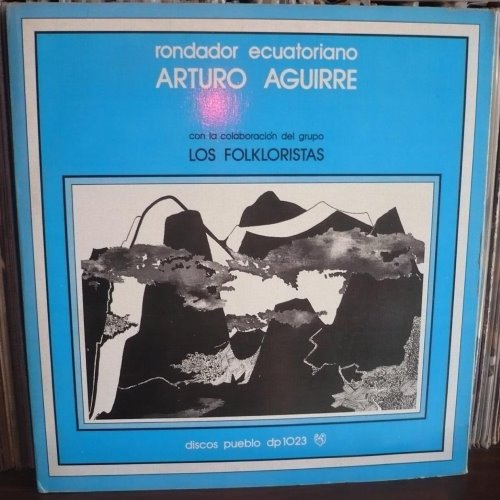 rondador ecuatoriano
ARTURO AGUIRRE
con la colaboración del grupo
LOS FOLKLORISTAS
discos pueblo dp1023